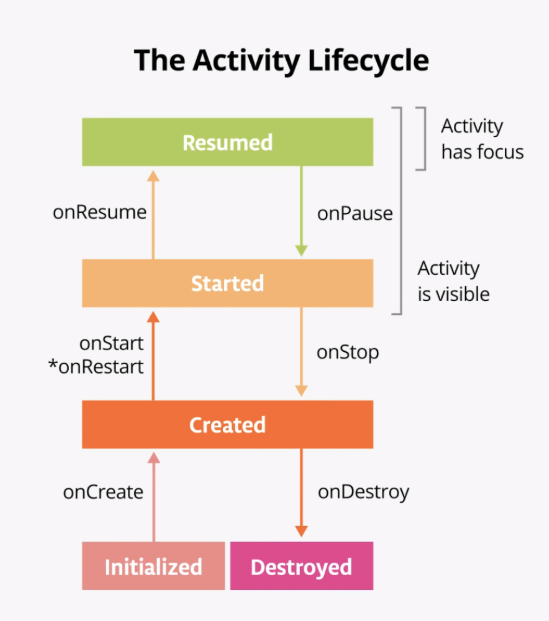 The Activity Lifecycle
Resumed
Activity
has focus
onResume
onPause
Started
Activity
is visible
onStart
*onRestart
onStop
Created
onCreate
onDestroy
Initialized
Destroyed